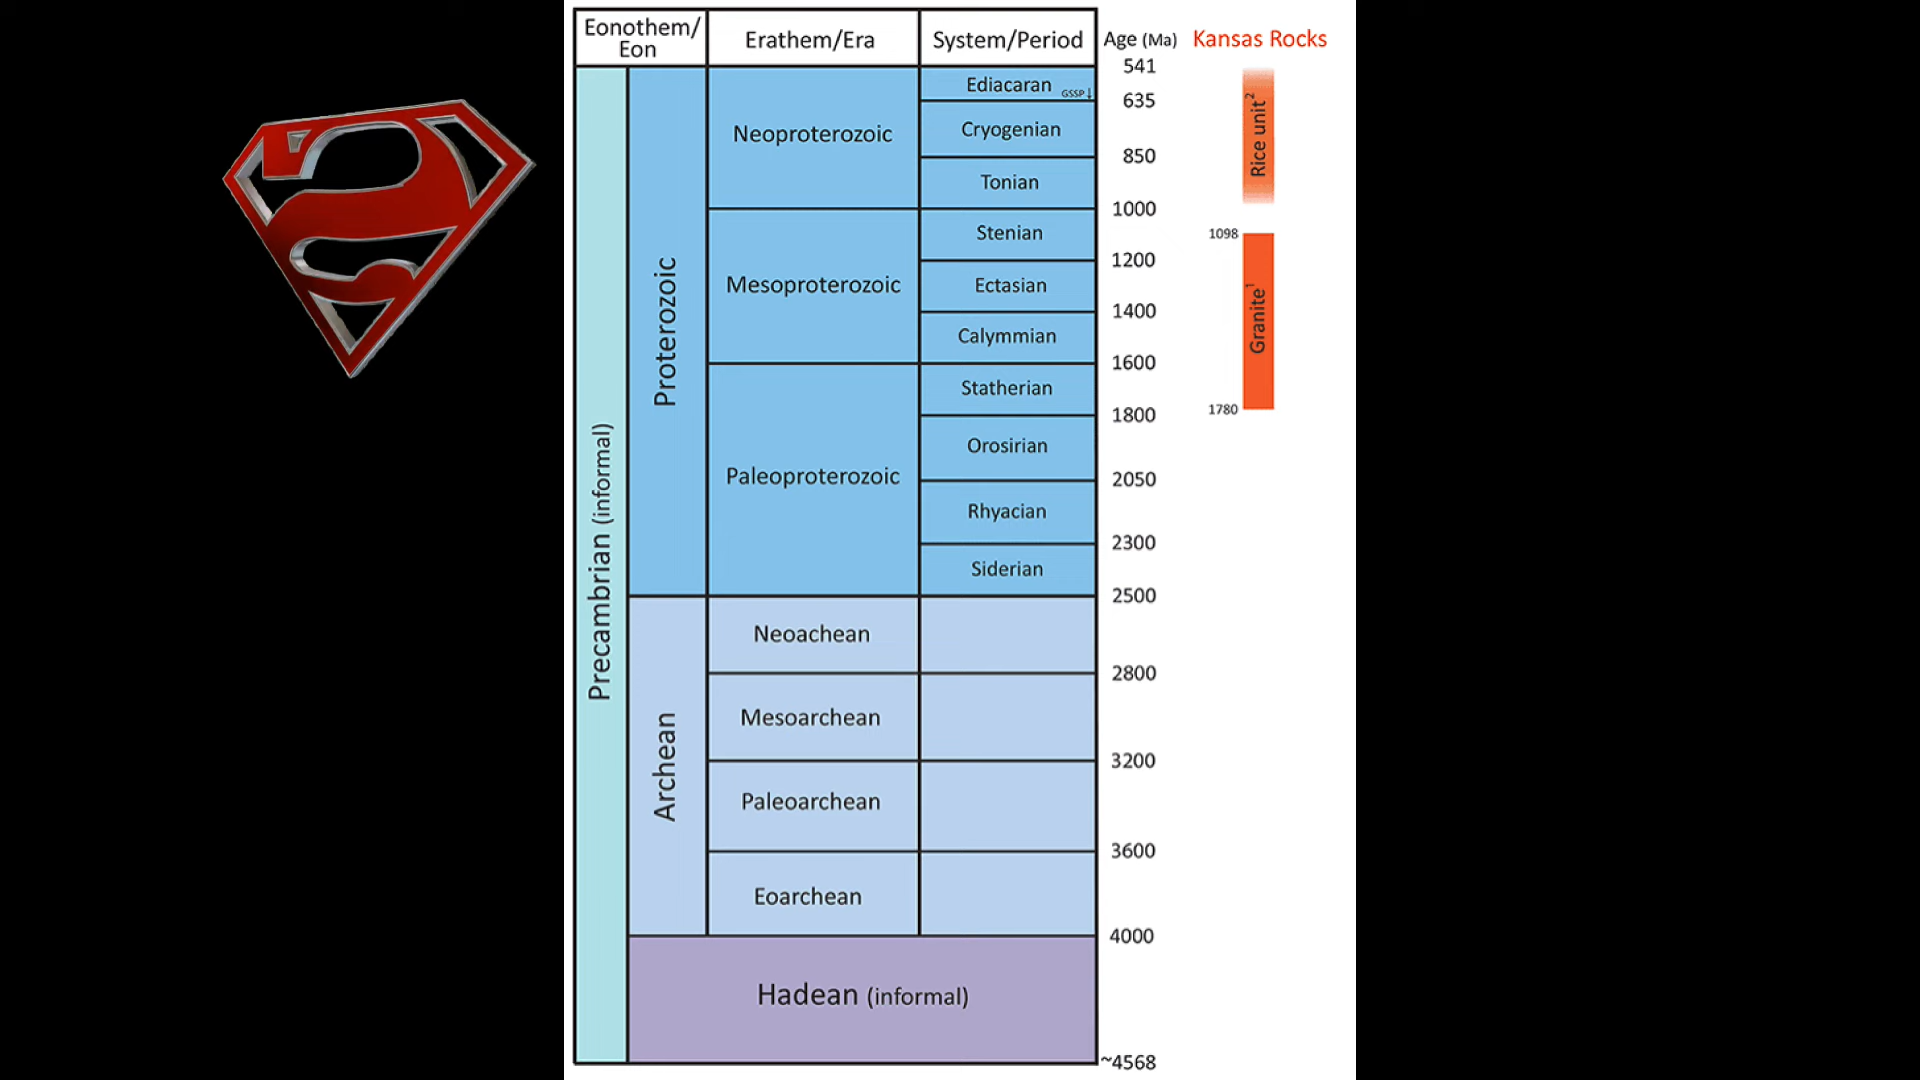 Eonothem/
Eon
Erathem/Era
System/Period
Age (Ma)
Kansas Rocks
541
Ediacaran
GSSP↓
635
Neoproterozoic
Cryogenian
850
Tonian
1000
Rice unit²
Stenian
1098
1200
Mesoproterozoic
Ectasian
1400
Calymmian
1600
Granite¹
Proterozoic
Statherian
1780
1800
Orosirian
Paleoproterozoic
2050
Rhyacian
2300
Siderian
2500
Precambrian (informal)
Neoachean
2800
Mesoarchean
3200
Archean
Paleoarchean
3600
Eoarchean
4000
Hadean (informal)
~4568